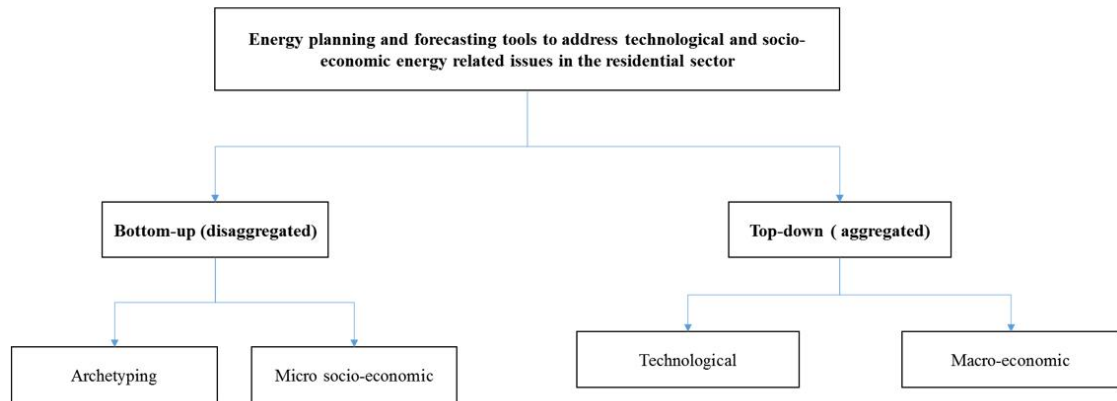 Energy planning and forecasting tools to address technological and socio-
economic energy related issues in the residential sector
Bottom-up (disaggregated)
Top-down ( aggregated)
Archetyping
Micro socio-economic
Technological
Macro-economic